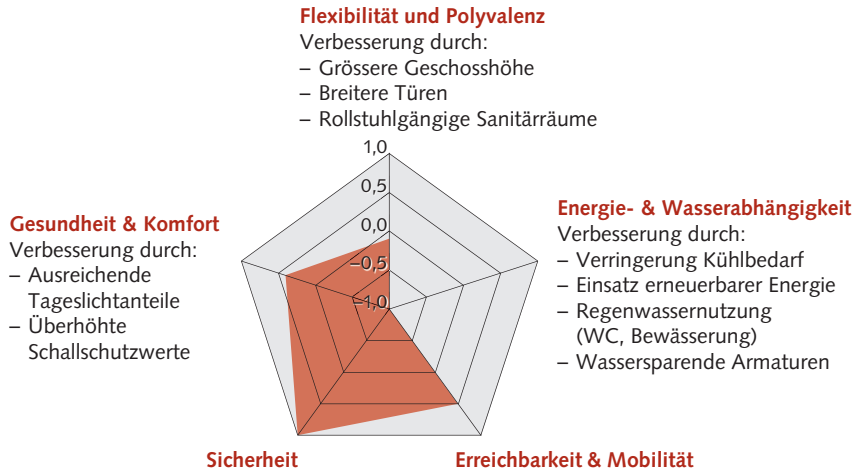 Flexibilität und Polyvalenz
Verbesserung durch:
– Grössere Geschosshöhe
– Breitere Türen
– Rollstuhlgängige Sanitärräume
1,0
0,5
0,0
–0,5
–1,0
Gesundheit & Komfort
Verbesserung durch:
– Ausreichende
Tageslichtanteile
– Überhöhte
Schallschutzwerte
Energie- & Wasserabhängigkeit
Verbesserung durch:
– Verringerung Kühlbedarf
– Einsatz erneuerbarer Energie
– Regenwassernutzung
(WC, Bewässerung)
– Wassersparende Armaturen
Sicherheit
Erreichbarkeit & Mobilität